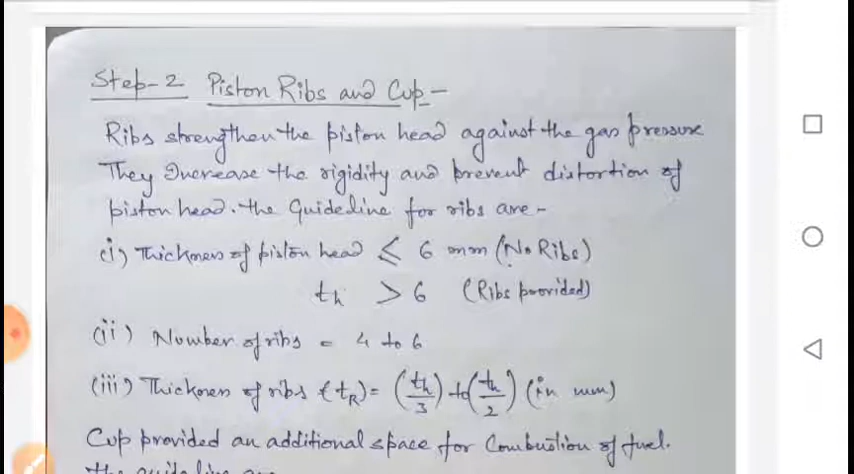 Step-2 Piston Ribs and Cup-
Ribs strengthen the piston head against the gas pressure
They Increase the rigidity and prevent distortion of
piston head. the Guideline for ribs are -
(i) Thickness of piston head ≤ 6 mm (No Ribs)
th > 6 (Ribs provided)
(ii) Number of ribs = 4 to 6
(iii) Thickness of ribs (tR) = (th/3) to (th/2) (in mm)
Cup provided an additional space for Combustion of fuel.
the guideline are